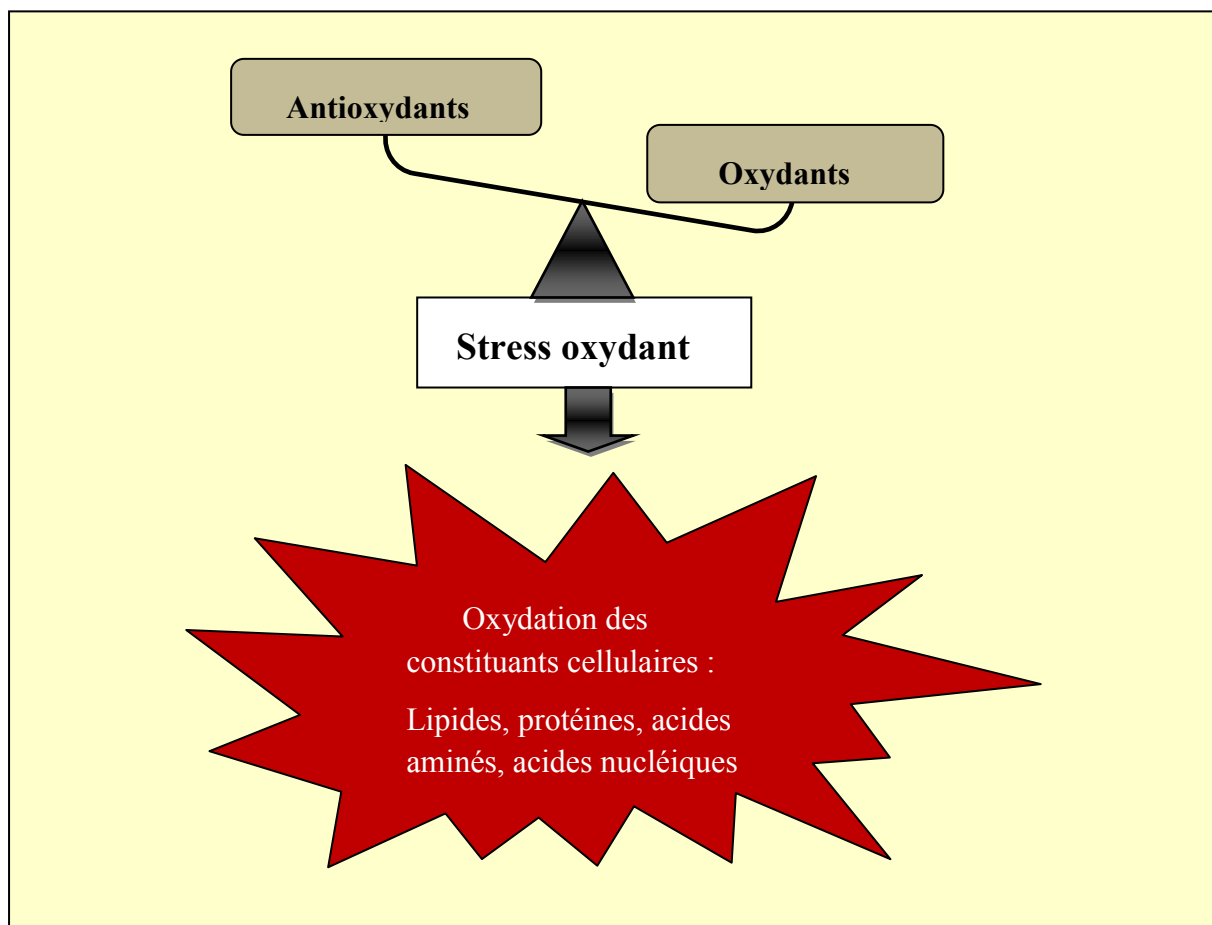 Antioxydants
Oxydants
Stress oxydant
Oxydation des
constituants cellulaires :
Lipides, protéines, acides
aminés, acides nucléiques